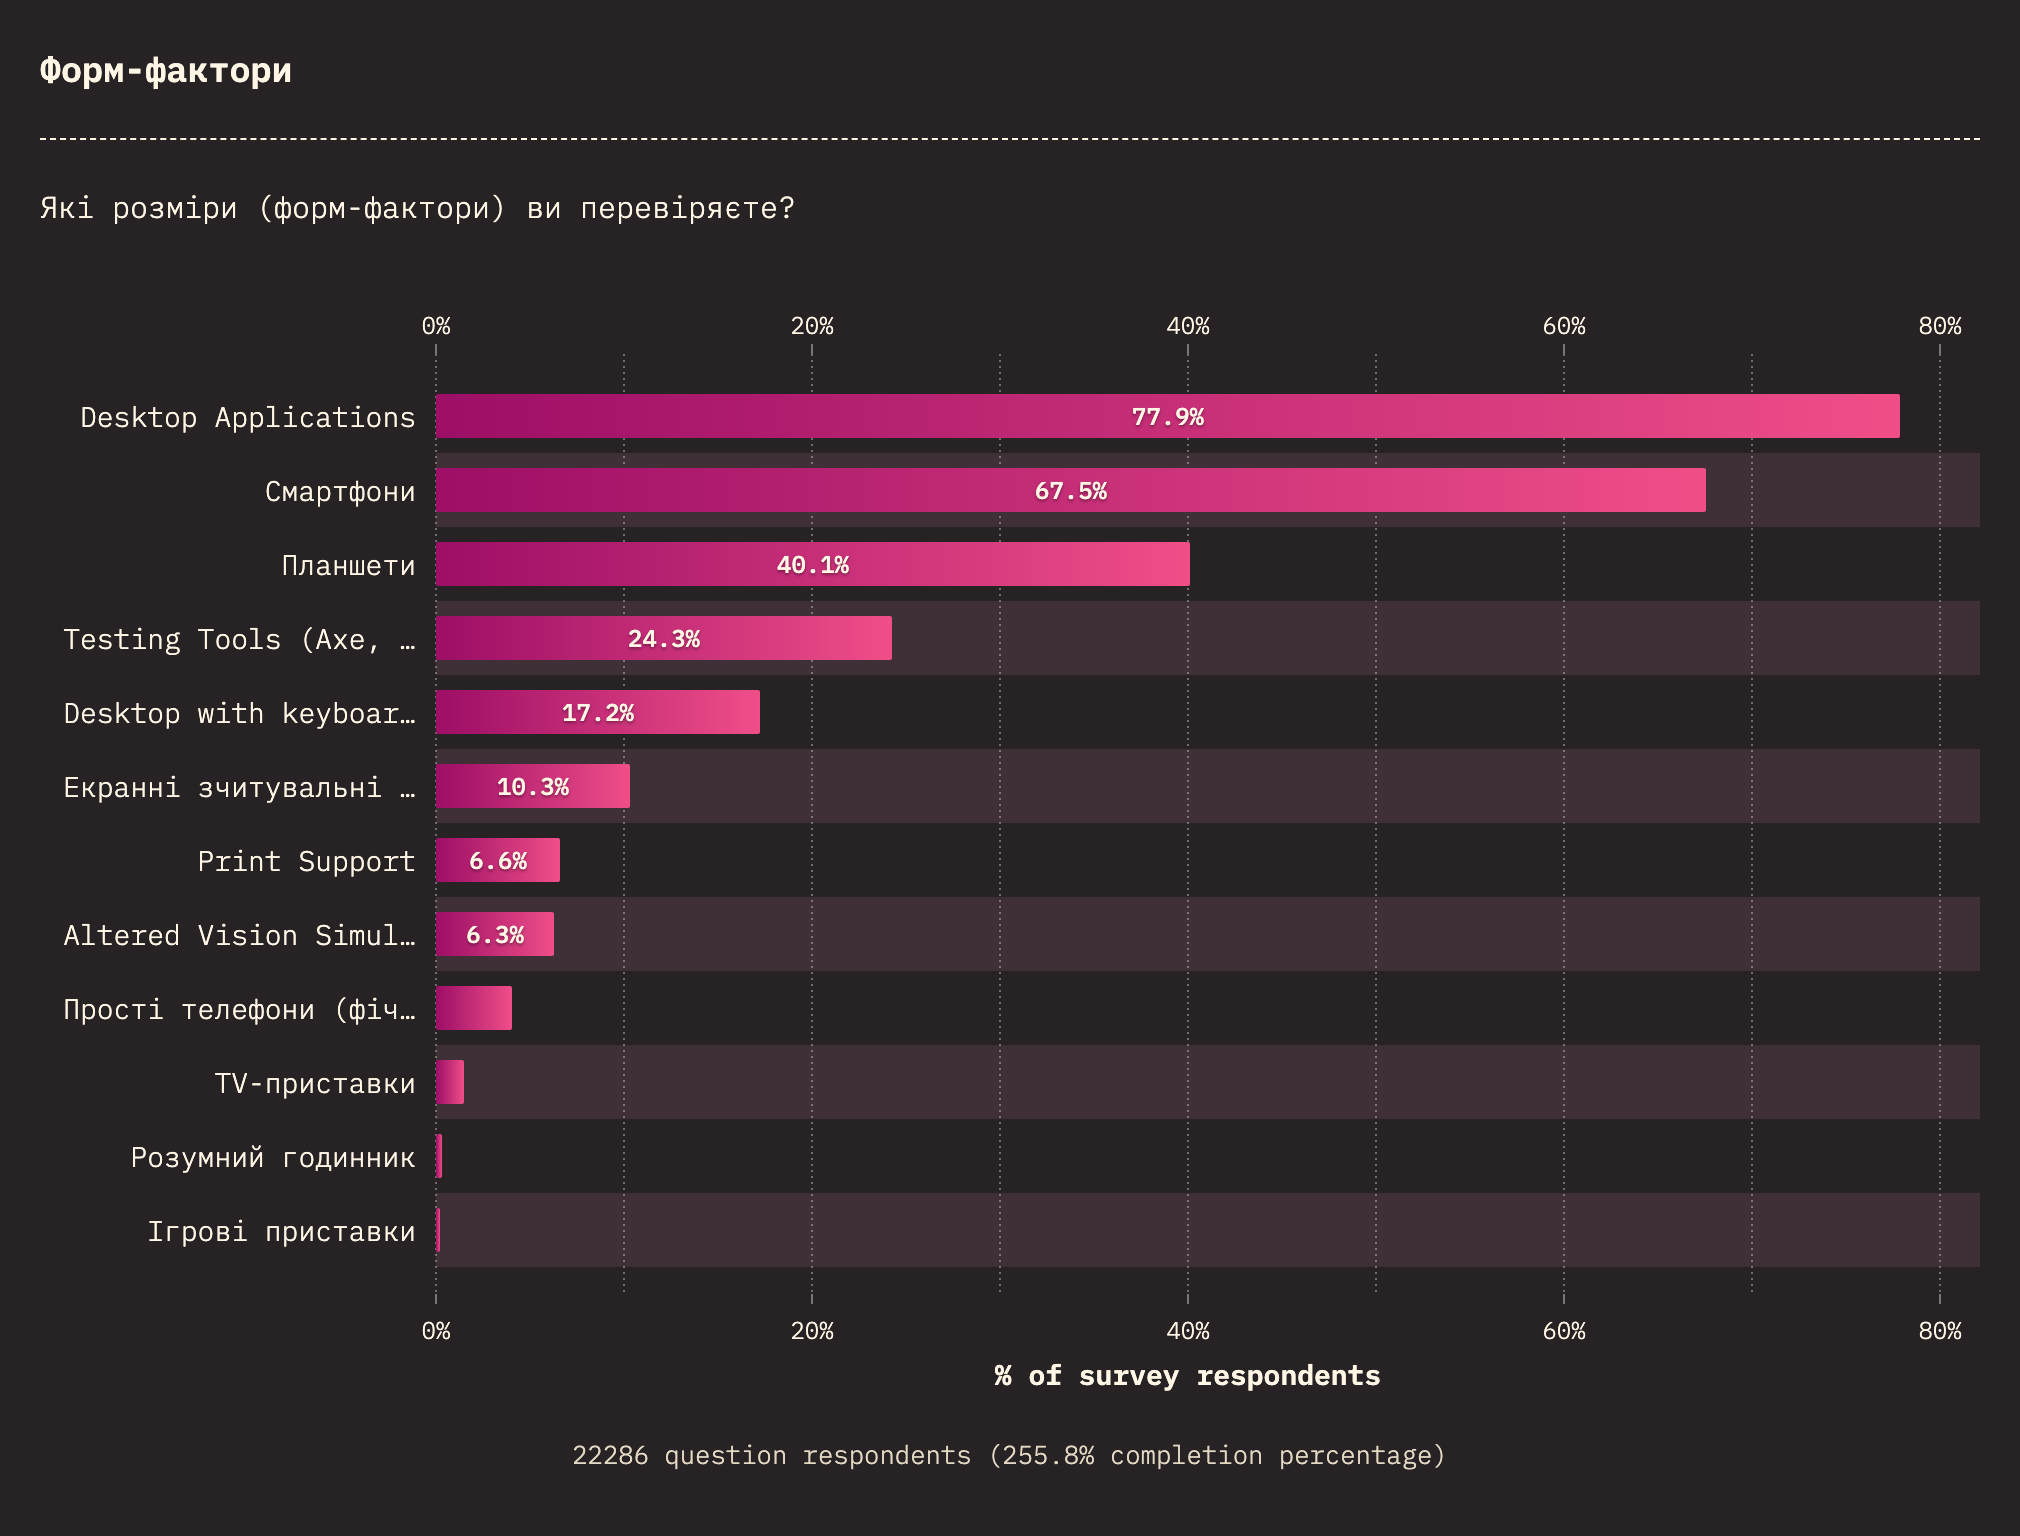 Форм-фактори
Які розміри (форм-фактори) ви перевіряєте?
0% 20% 40% 60% 80%
Desktop Applications 77.9%
Смартфони 67.5%
Планшети 40.1%
Testing Tools (Axe, … 24.3%
Desktop with keyboar… 17.2%
Екранні зчитувальні … 10.3%
Print Support 6.6%
Altered Vision Simul… 6.3%
Прості телефони (фіч…
TV-приставки
Розумний годинник
Ігрові приставки
0% 20% 40% 60% 80%
% of survey respondents
22286 question respondents (255.8% completion percentage)